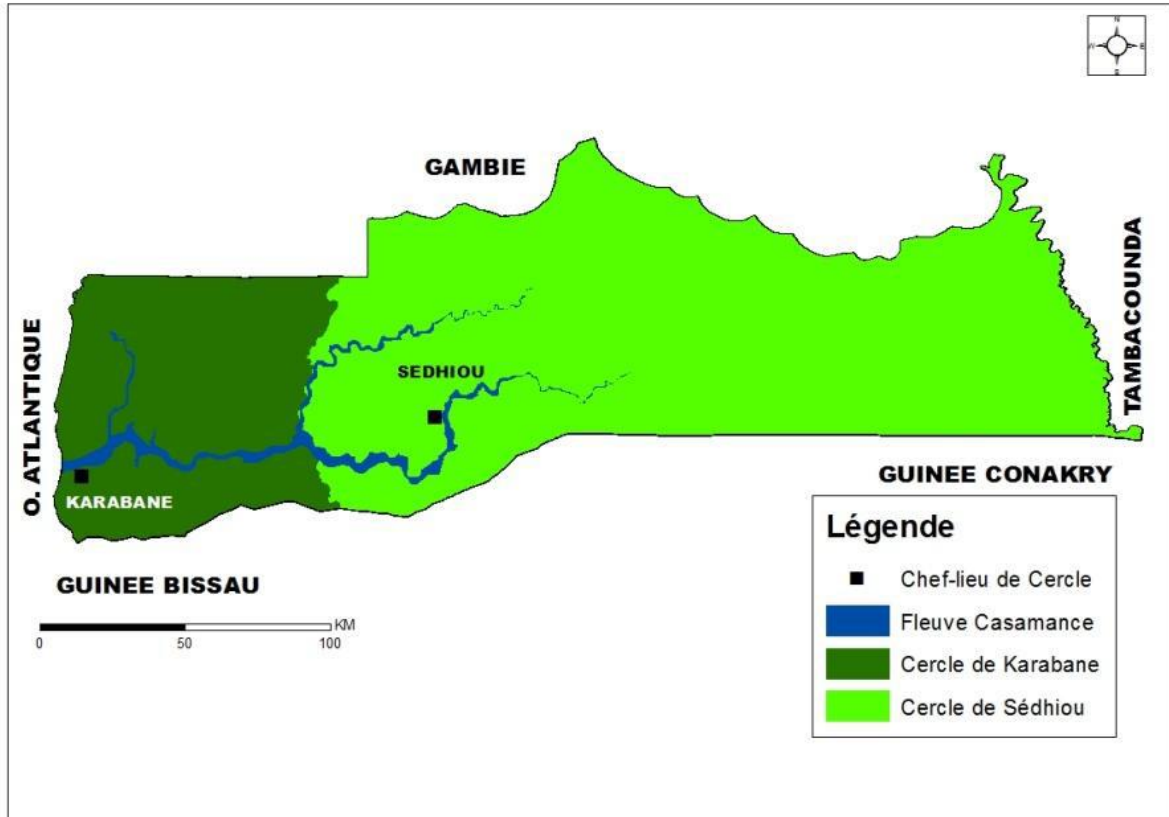 N
W E
S
GAMBIE
TAMBACOUNDA
O. ATLANTIQUE
SEDHIOU
KARABANE
GUINEE CONAKRY
GUINEE BISSAU
KM
0 50 100
Légende
Chef-lieu de Cercle
Fleuve Casamance
Cercle de Karabane
Cercle de Sédhiou